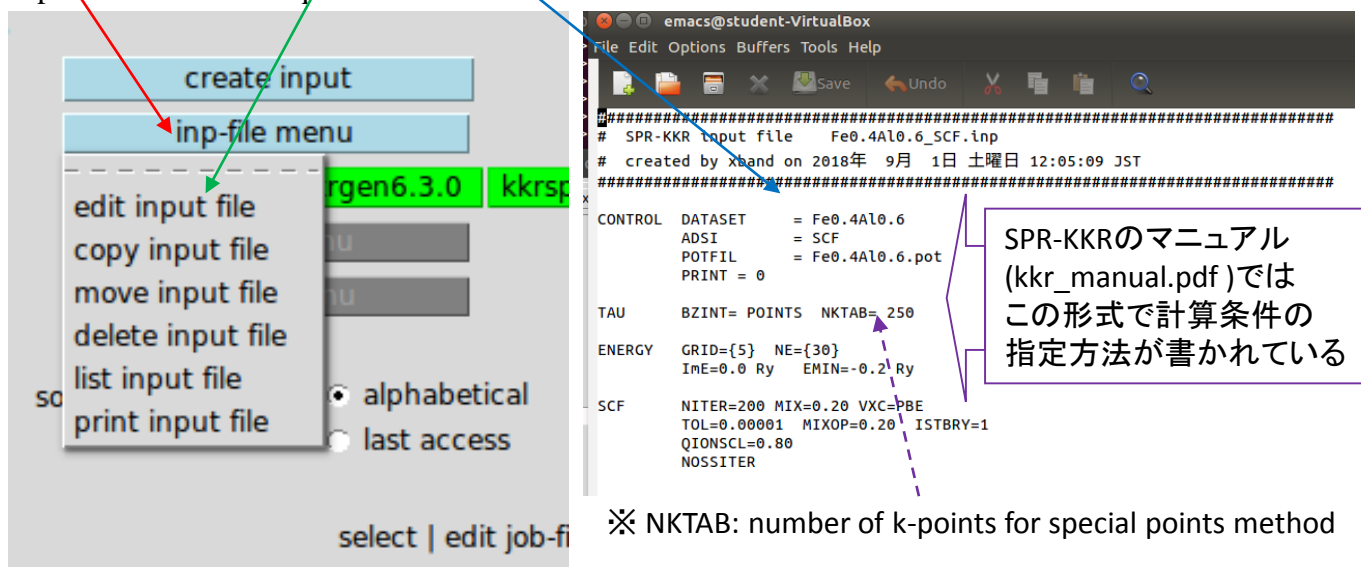 create input
inp-file menu
edit input file
copy input file
move input file
delete input file
list input file
print input file
rgen6.3.0
kkrsp
nu
nu
so
alphabetical
last access
select | edit job-fi
emacs@student-VirtualBox
File Edit Options Buffers Tools Help
Save Undo
########################################################################
# SPR-KKR input file Fe0.4Al0.6_SCF.inp
# created by xband on 2018年 9月 1日 土曜日 12:05:09 JST
########################################################################
CONTROL DATASET = Fe0.4Al0.6
ADSI = SCF
POTFIL = Fe0.4Al0.6.pot
PRINT = 0
TAU BZINT= POINTS NKTAB= 250
ENERGY GRID={5} NE={30}
ImE=0.0 Ry EMIN=-0.2 Ry
SCF NITER=200 MIX=0.20 VXC=PBE
TOL=0.00001 MIXOP=0.20 ISTBRY=1
QIONSCL=0.80
NOSSITER
SPR-KKRのマニュアル
(kkr_manual.pdf )では
この形式で計算条件の
指定方法が書かれている
※ NKTAB: number of k-points for special points method